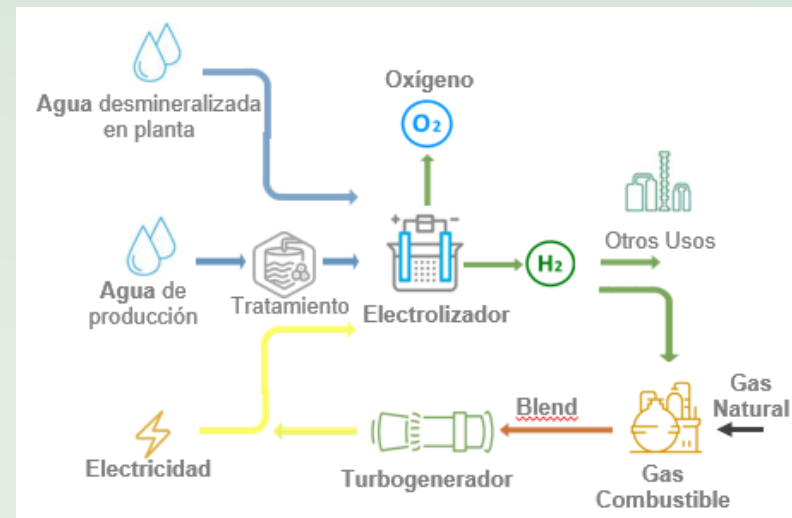 Agua desmineralizada
en planta
Oxígeno
O₂
Agua de
producción
Tratamiento
+ −
Electrolizador
H₂
Otros Usos
Electricidad
Turbogenerador
Blend
Gas
Natural
Gas
Combustible